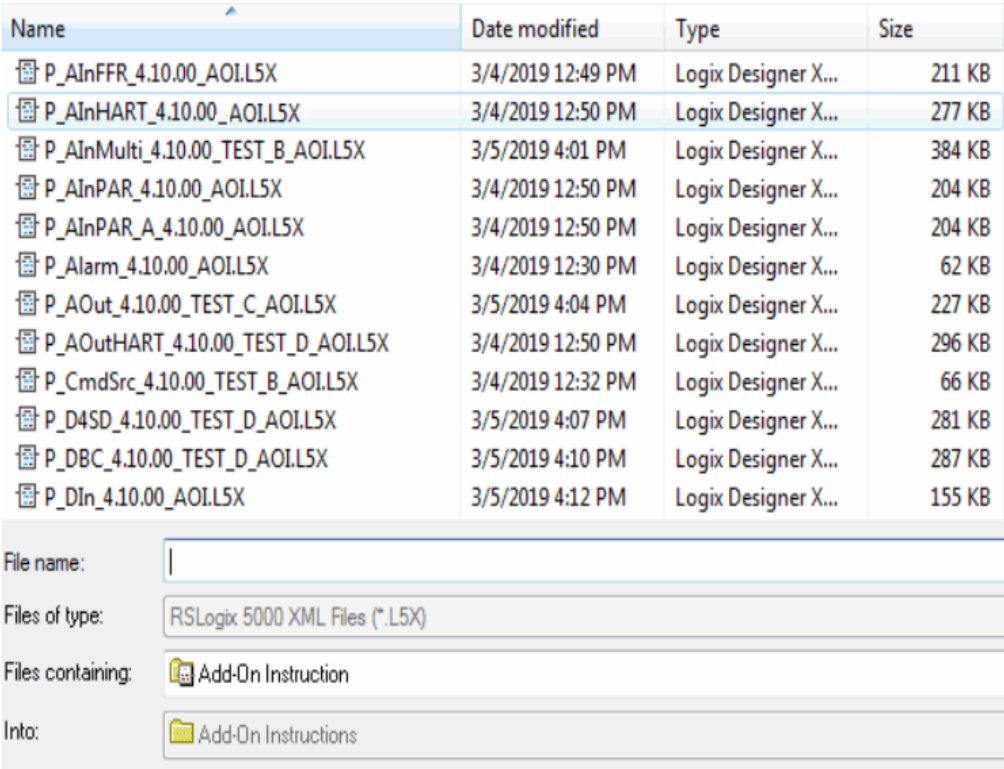 Name Date modified Type Size
P_AInFFR_4.10.00_AOI.L5X 3/4/2019 12:49 PM Logix Designer X... 211 KB
P_AInHART_4.10.00_AOI.L5X 3/4/2019 12:50 PM Logix Designer X... 277 KB
P_AInMulti_4.10.00_TEST_B_AOI.L5X 3/5/2019 4:01 PM Logix Designer X... 384 KB
P_AInPAR_4.10.00_AOI.L5X 3/4/2019 12:50 PM Logix Designer X... 204 KB
P_AInPAR_A_4.10.00_AOI.L5X 3/4/2019 12:50 PM Logix Designer X... 204 KB
P_Alarm_4.10.00_AOI.L5X 3/4/2019 12:30 PM Logix Designer X... 62 KB
P_AOut_4.10.00_TEST_C_AOI.L5X 3/5/2019 4:04 PM Logix Designer X... 227 KB
P_AOutHART_4.10.00_TEST_D_AOI.L5X 3/4/2019 12:50 PM Logix Designer X... 296 KB
P_CmdSrc_4.10.00_TEST_B_AOI.L5X 3/4/2019 12:32 PM Logix Designer X... 66 KB
P_D4SD_4.10.00_TEST_D_AOI.L5X 3/5/2019 4:07 PM Logix Designer X... 281 KB
P_DBC_4.10.00_TEST_D_AOI.L5X 3/5/2019 4:10 PM Logix Designer X... 287 KB
P_DIn_4.10.00_AOI.L5X 3/5/2019 4:12 PM Logix Designer X... 155 KB
File name:
Files of type: RSLogix 5000 XML Files (*.L5X)
Files containing: Add-On Instruction
Into: Add-On Instructions